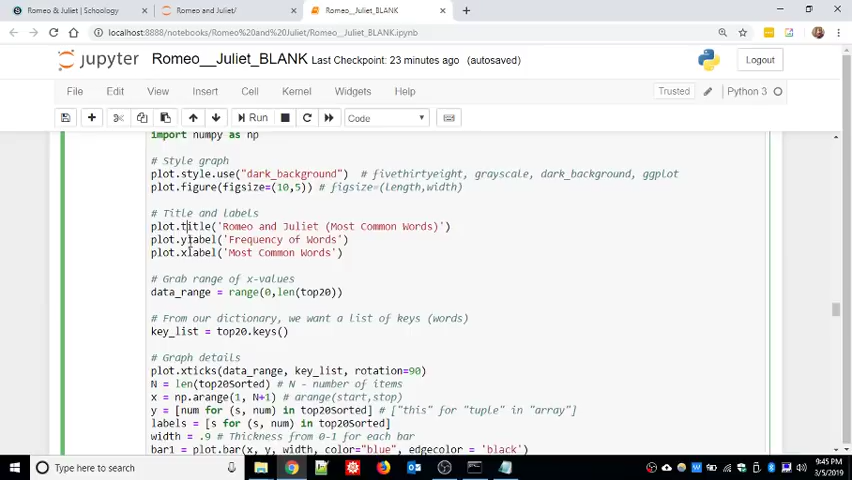 Romeo & Juliet | Schoology
Romeo and Juliet/
Romeo__Juliet_BLANK
localhost:8888/notebooks/Romeo%20and%20Juliet/Romeo__Juliet_BLANK.ipynb
jupyter Romeo__Juliet_BLANK Last Checkpoint: 23 minutes ago (autosaved)
Logout
File Edit View Insert Cell Kernel Widgets Help
Trusted Python 3
Run Code
import numpy as np
# Style graph
plot.style.use("dark_background") # fivethirtyeight, grayscale, dark_background, ggplot
plot.figure(figsize=(10,5)) # figsize=(length,width)
# Title and labels
plot.title('Romeo and Juliet (Most Common Words)')
plot.ylabel('Frequency of Words')
plot.xlabel('Most Common Words')
# Grab range of x-values
data_range = range(0,len(top20))
# From our dictionary, we want a list of keys (words)
key_list = top20.keys()
# Graph details
plot.xticks(data_range, key_list, rotation=90)
N = len(top20Sorted) # N - number of items
x = np.arange(1, N+1) # arange(start,stop)
y = [num for (s, num) in top20Sorted] # ["this" for "tuple" in "array"]
labels = [s for (s, num) in top20Sorted]
width = .9 # Thickness from 0-1 for each bar
bar1 = plot.bar(x, y, width, color="blue", edgecolor = 'black')
Type here to search
9:45 PM
3/5/2019